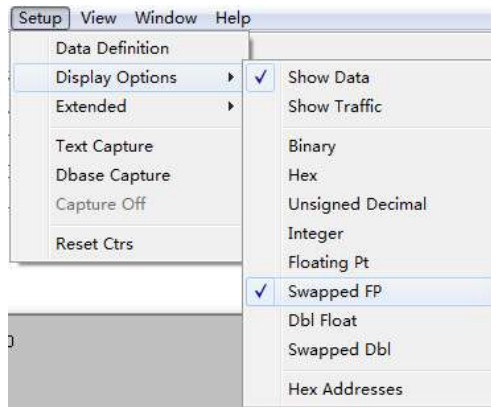 Setup View Window Help
Data Definition
Display Options
Extended
Text Capture
Dbase Capture
Capture Off
Reset Ctrs
Show Data
Show Traffic
Binary
Hex
Unsigned Decimal
Integer
Floating Pt
Swapped FP
Dbl Float
Swapped Dbl
Hex Addresses